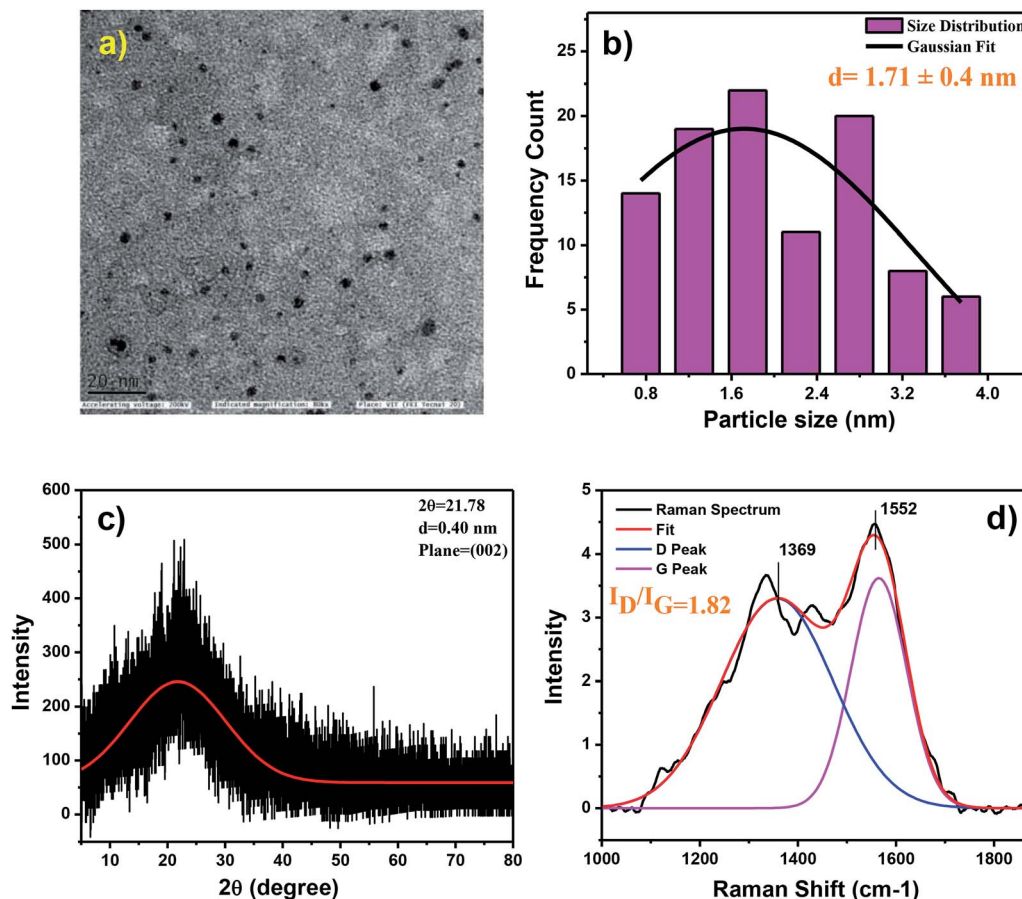 a)
20 nm
Accelerating voltage: 200kV Indicated magnification: 80kx Place: VIT (FEI Tecnai 20)
b)
Size Distribution
Gaussian Fit
d= 1.71 ± 0.4 nm
Frequency Count
25
20
15
10
5
0
0.8 1.6 2.4 3.2 4.0
Particle size (nm)
c)
2θ=21.78
d=0.40 nm
Plane=(002)
Intensity
600
500
400
300
200
100
0
10 20 30 40 50 60 70 80
2θ (degree)
d)
Raman Spectrum
Fit
D Peak
G Peak
1369
1552
ID/IG=1.82
Intensity
5
4
3
2
1
0
1000 1200 1400 1600 1800
Raman Shift (cm-1)